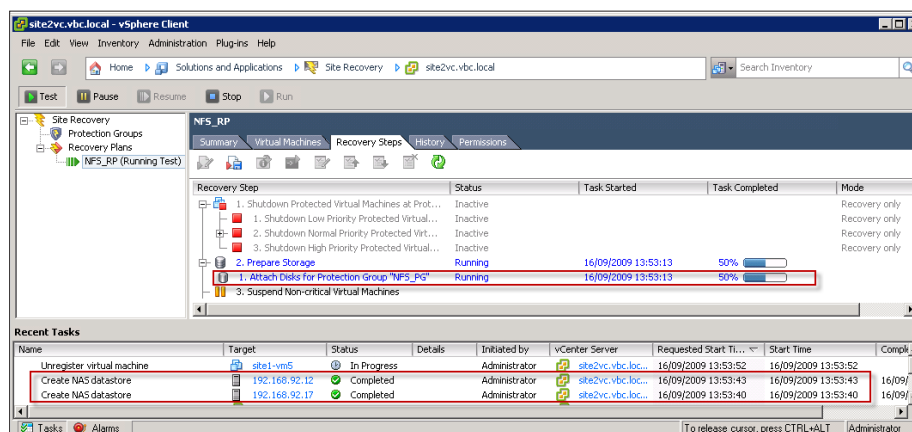 site2vc.vbc.local - vSphere Client
File Edit View Inventory Administration Plug-ins Help
Home Solutions and Applications Site Recovery site2vc.vbc.local Search Inventory
Test Pause Resume Stop Run
Site Recovery
Protection Groups
Recovery Plans
NFS_RP (Running Test)
NFS_RP
Summary Virtual Machines Recovery Steps History Permissions
Recovery Step Status Task Started Task Completed Mode
1. Shutdown Protected Virtual Machines at Prot... Inactive Recovery only
1. Shutdown Low Priority Protected Virtual... Inactive Recovery only
2. Shutdown Normal Priority Protected Virt... Inactive Recovery only
3. Shutdown High Priority Protected Virtual... Inactive Recovery only
2. Prepare Storage Running 16/09/2009 13:53:13 50%
1. Attach Disks for Protection Group "NFS_PG" Running 16/09/2009 13:53:13 50%
3. Suspend Non-critical Virtual Machines
Recent Tasks
Name Target Status Details Initiated by vCenter Server Requested Start Ti... Start Time Compl
Unregister virtual machine site1-vm5 In Progress Administrator site2vc.vbc.loc... 16/09/2009 13:53:52 16/09/2009 13:53:52
Create NAS datastore 192.168.92.12 Completed Administrator site2vc.vbc.loc... 16/09/2009 13:53:43 16/09/2009 13:53:43 16/09/
Create NAS datastore 192.168.92.17 Completed Administrator site2vc.vbc.loc... 16/09/2009 13:53:40 16/09/2009 13:53:40 16/09/
Tasks Alarms To release cursor, press CTRL+ALT Administrator